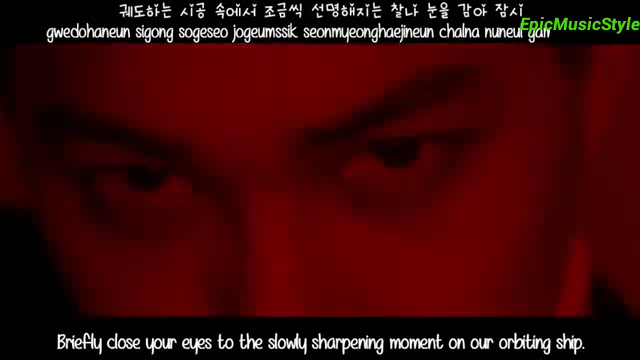 궤도하는 시공 속에서 조금씩 선명해지는 찰나 눈을 감아 잠시
EpicMusicStyle
gwedohaneun sigong sogeseo jogeumssik seonmyeonghaejineun chalna nuneul gam
Briefly close your eyes to the slowly sharpening moment on our orbiting ship.